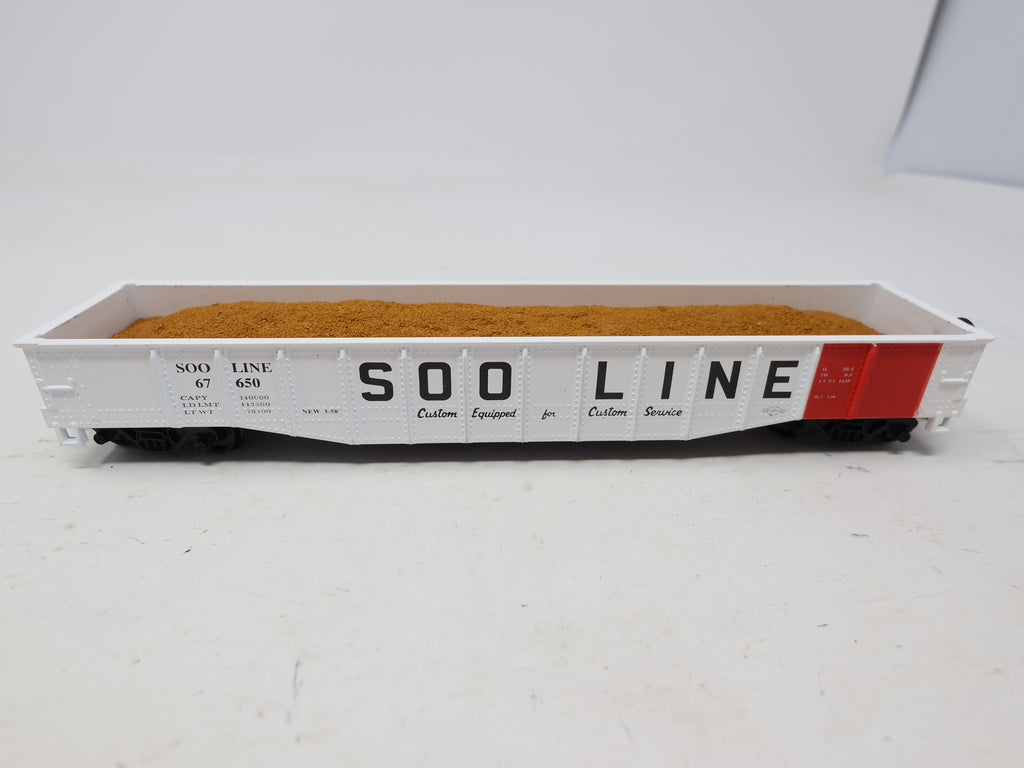 SOO LINE
67 650
CAPY 140000
LD LMT 142300
LT WT 78700
NEW 3-58
SOO LINE
Custom Equipped for Custom Service